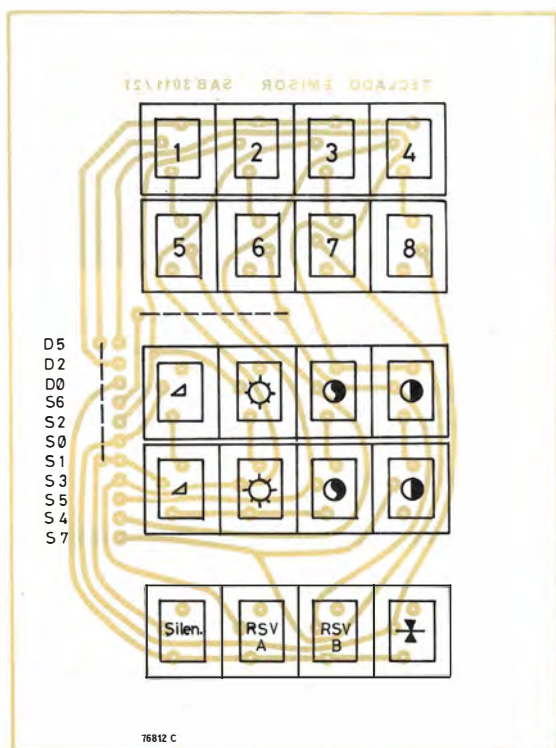 TECLADO EMISOR SAB 3011/21
1 2 3 4
5 6 7 8
D5
D2
D0
S6
S2
S0
S1
S3
S5
S4
S7
Silen. RSV A RSV B
76812 C